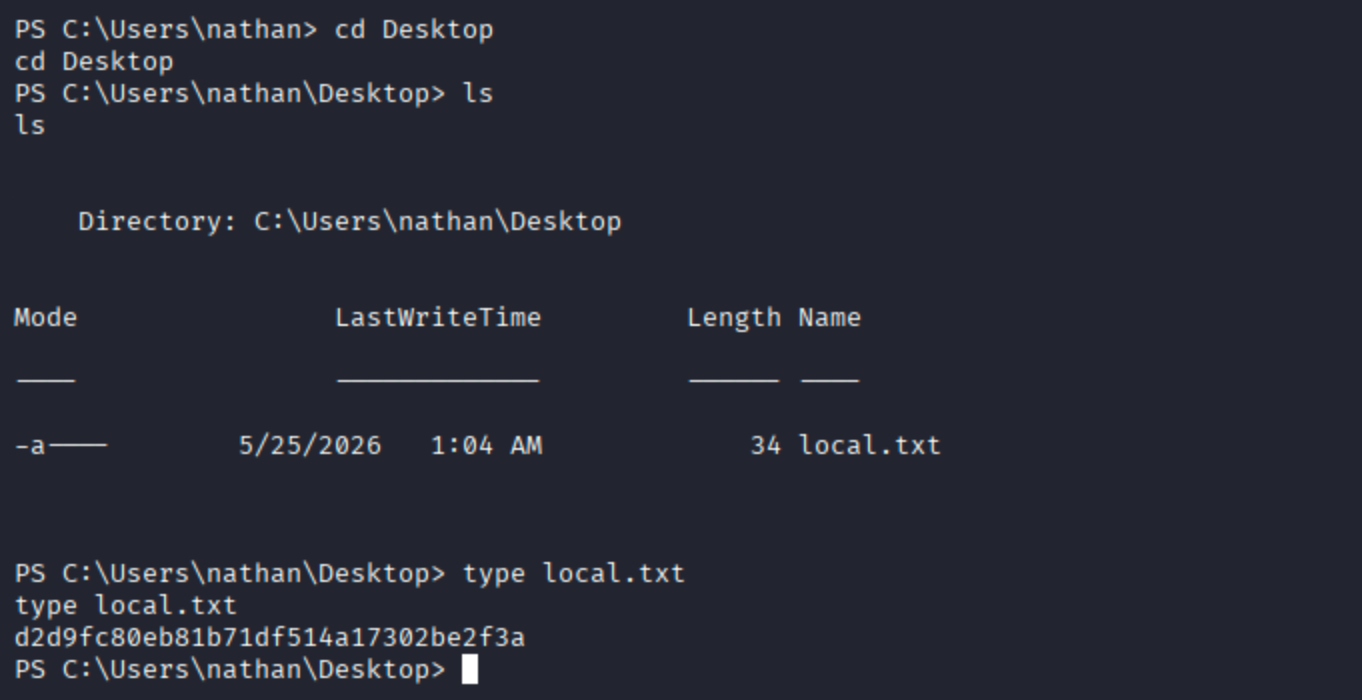 PS C:\Users\nathan> cd Desktop
cd Desktop
PS C:\Users\nathan\Desktop> ls
ls
    Directory: C:\Users\nathan\Desktop
Mode                LastWriteTime         Length Name
----                -------------         ------ ----
-a----        5/25/2026   1:04 AM             34 local.txt
PS C:\Users\nathan\Desktop> type local.txt
type local.txt
d2d9fc80eb81b71df514a17302be2f3a
PS C:\Users\nathan\Desktop>